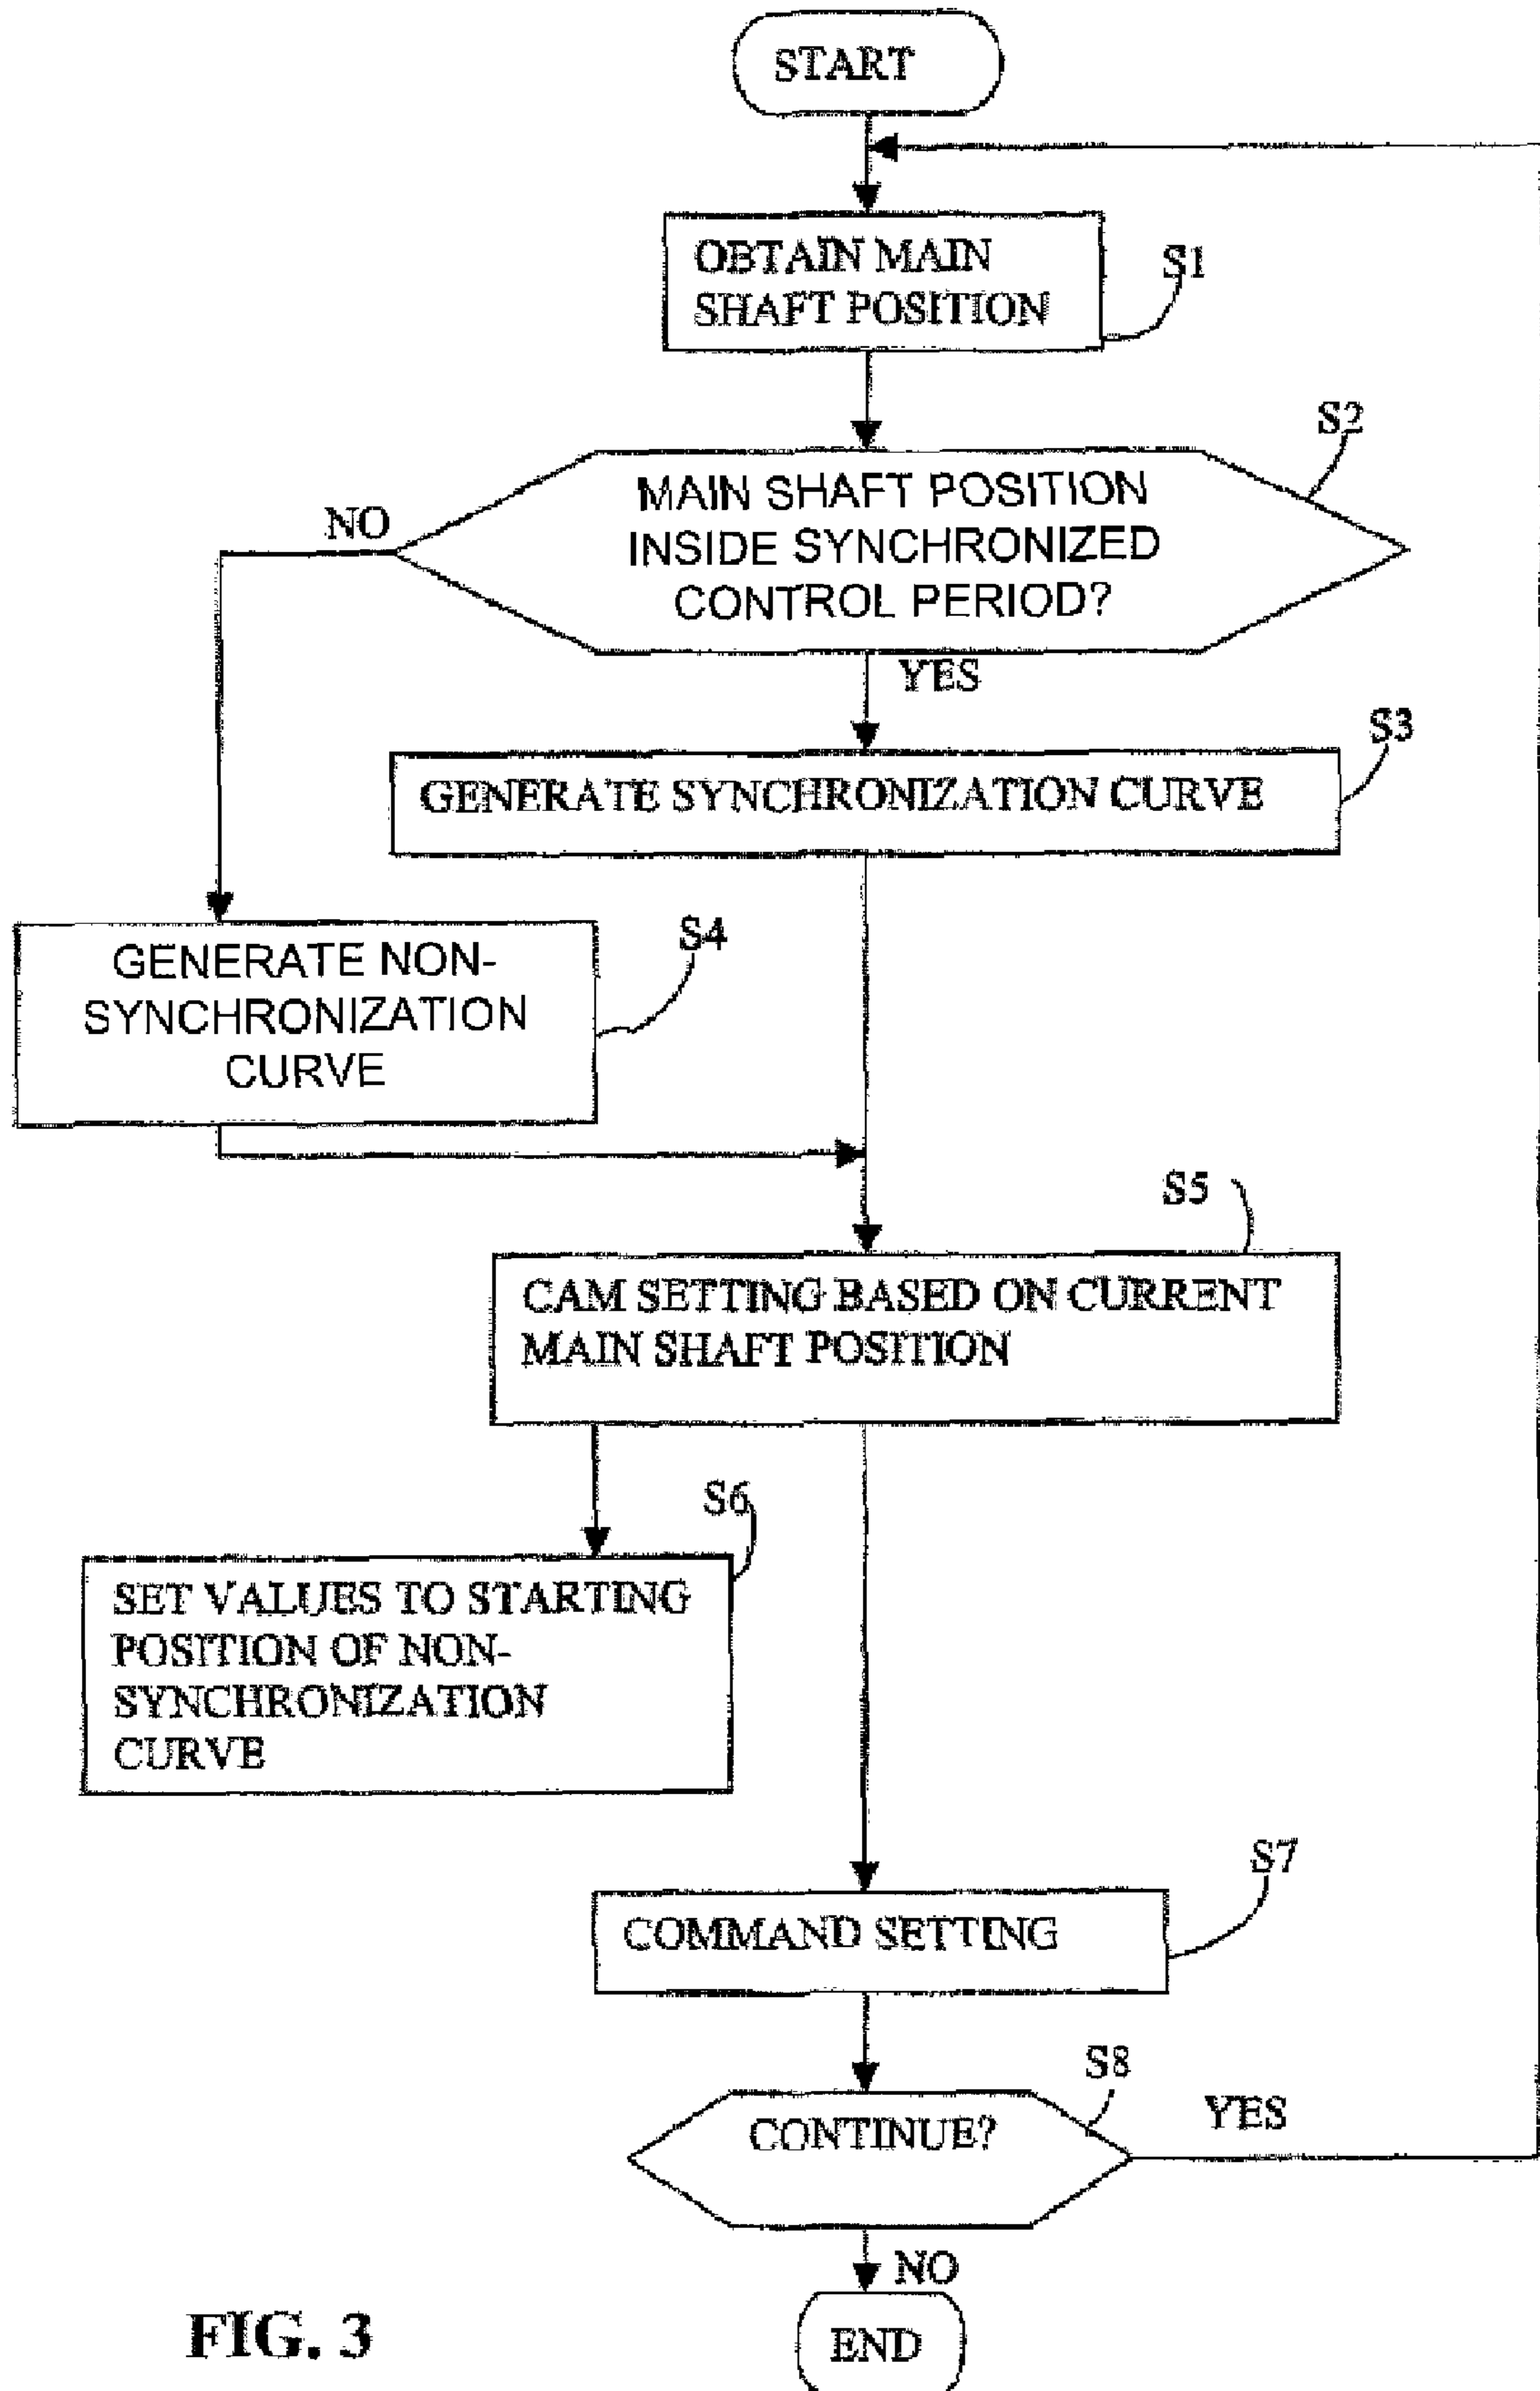 START
OBTAIN MAIN
SHAFT POSITION
S1
S2
MAIN SHAFT POSITION
INSIDE SYNCHRONIZED
CONTROL PERIOD?
NO
YES
S3
GENERATE SYNCHRONIZATION CURVE
S4
GENERATE NON-
SYNCHRONIZATION
CURVE
S5
CAM SETTING BASED ON CURRENT
MAIN SHAFT POSITION
S6
SET VALUES TO STARTING
POSITION OF NON-
SYNCHRONIZATION
CURVE
S7
COMMAND SETTING
S8
CONTINUE?
YES
NO
END
FIG. 3